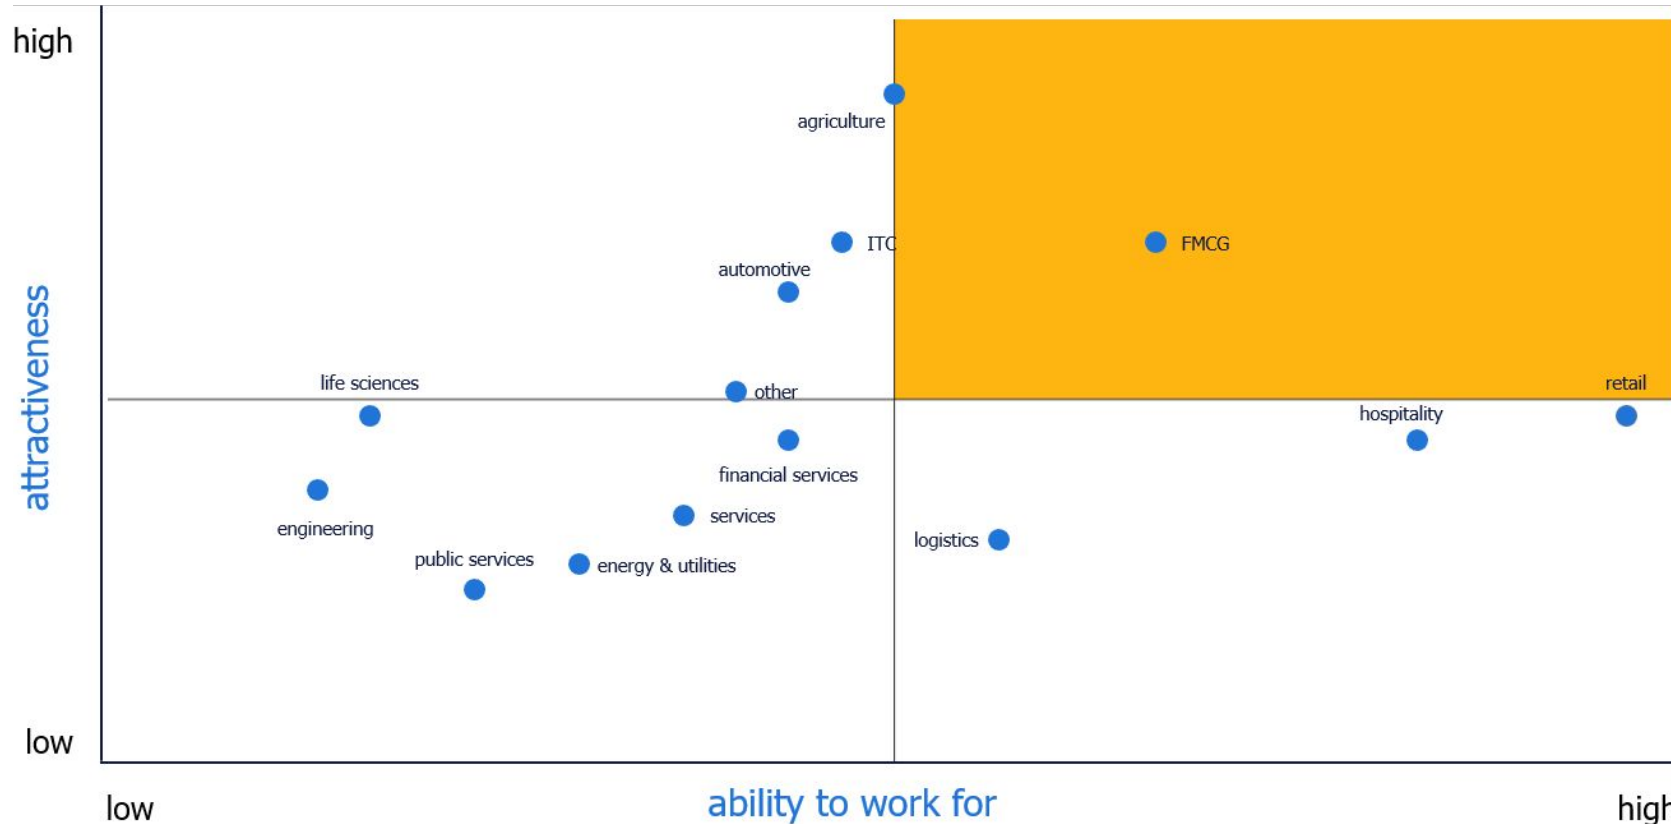 high
agriculture
ITC
FMCG
automotive
attractiveness
life sciences
other
retail
hospitality
financial services
engineering
services
logistics
public services
energy & utilities
low
low
ability to work for
high